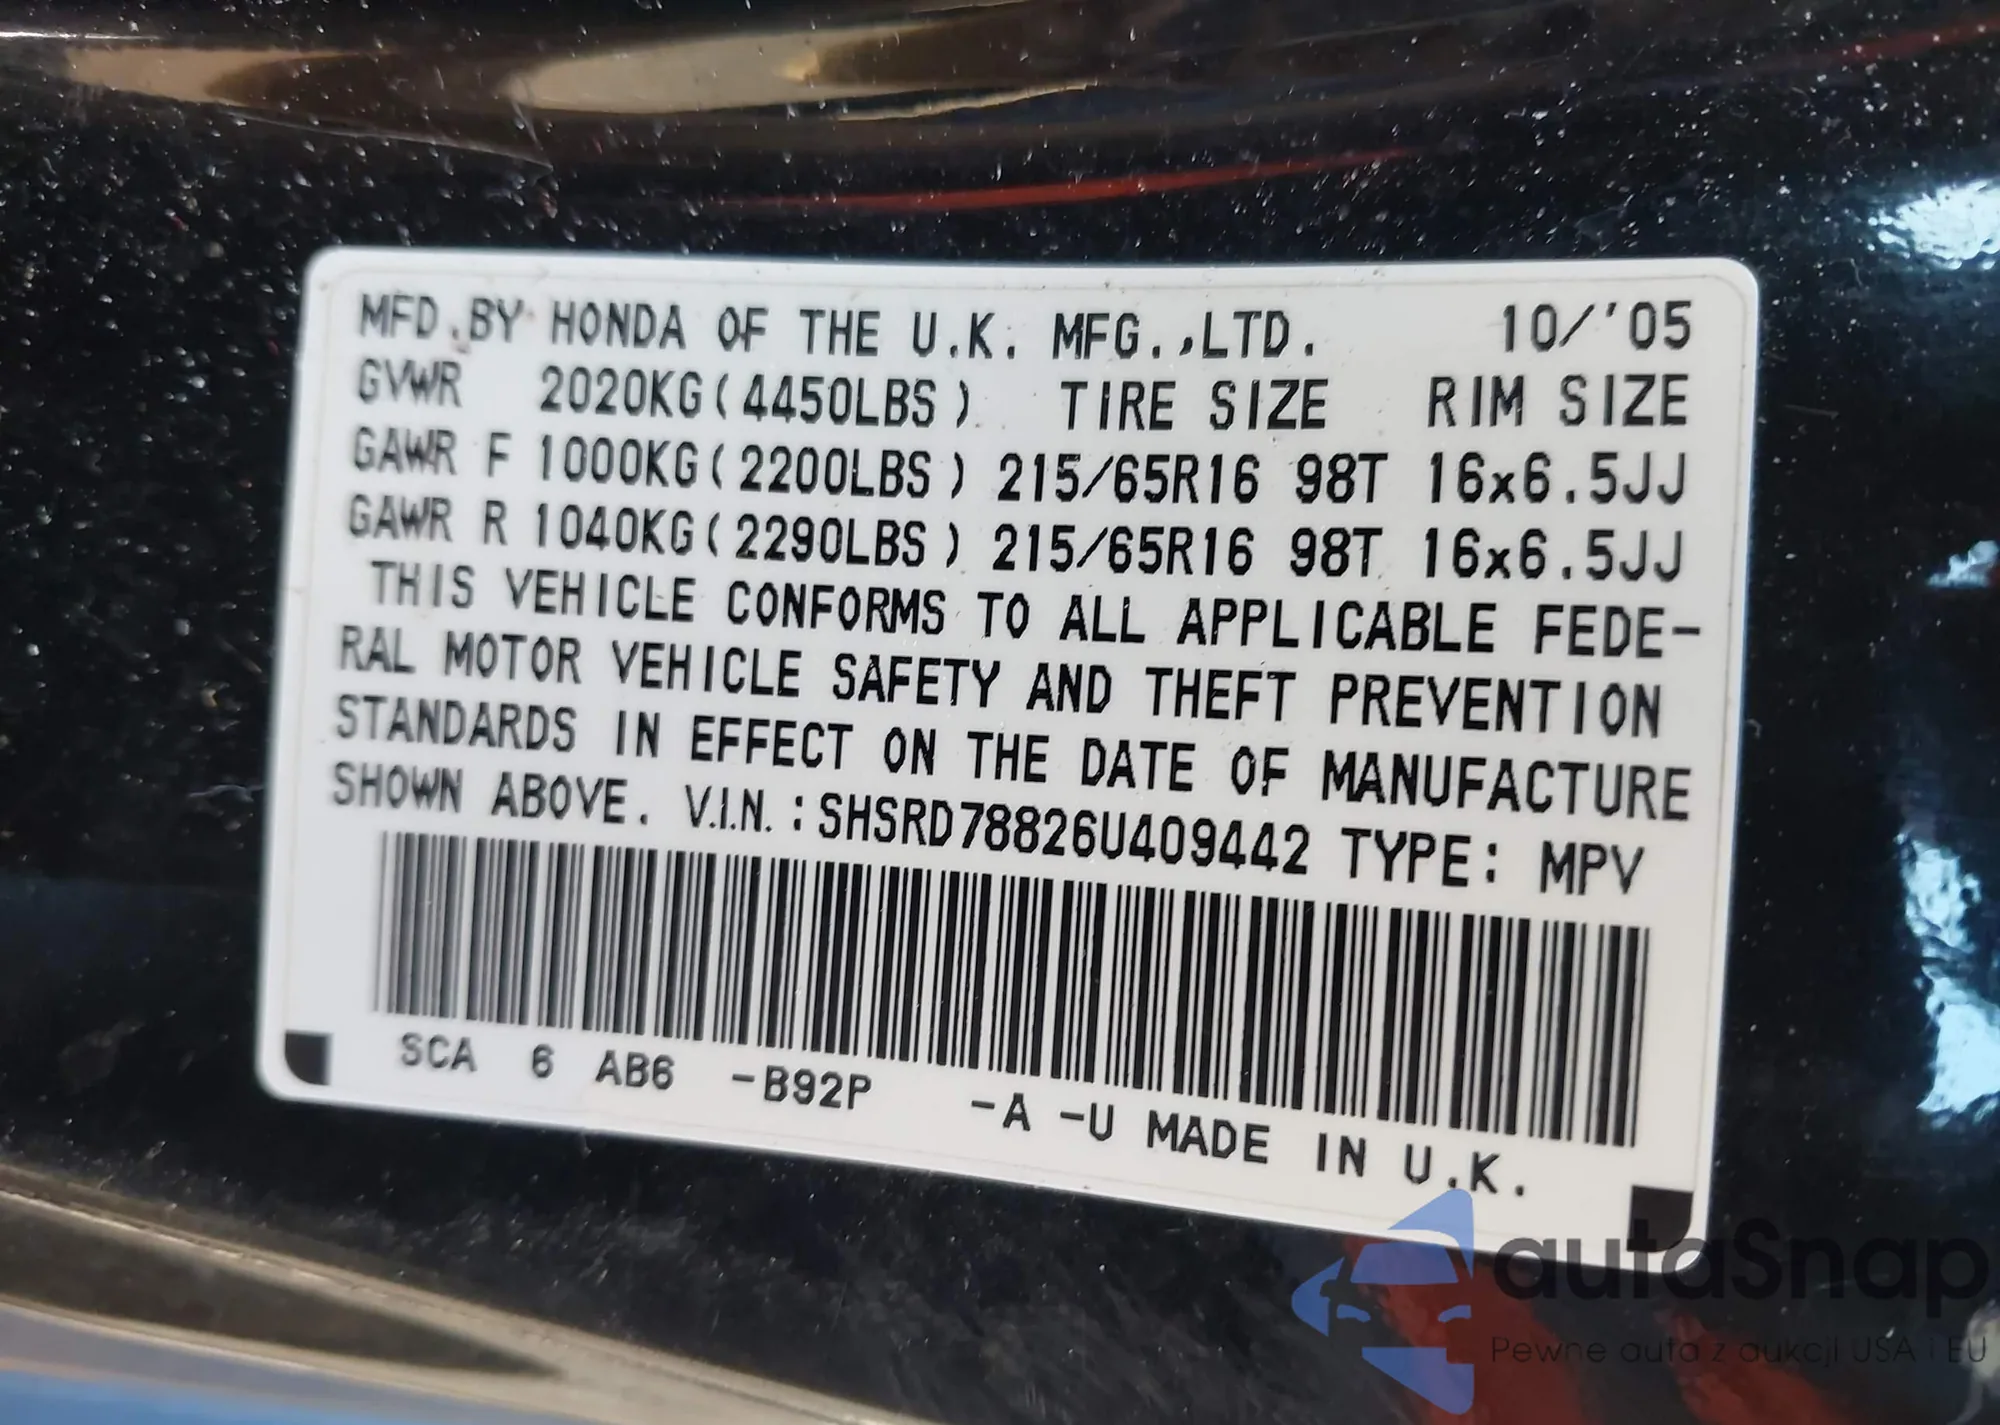 MFD.BY HONDA OF THE U.K. MFG.,LTD. 10/'05
GVWR 2020KG(4450LBS) TIRE SIZE RIM SIZE
GAWR F 1000KG(2200LBS) 215/65R16 98T 16x6.5JJ
GAWR R 1040KG(2290LBS) 215/65R16 98T 16x6.5JJ
THIS VEHICLE CONFORMS TO ALL APPLICABLE FEDE-
RAL MOTOR VEHICLE SAFETY AND THEFT PREVENTION
STANDARDS IN EFFECT ON THE DATE OF MANUFACTURE
SHOWN ABOVE. V.I.N.:SHSRD78826U409442 TYPE: MPV
SCA 6 AB6 -B92P -A -U MADE IN U.K.
autaSnap
Pewne auta z aukcji USA i EU